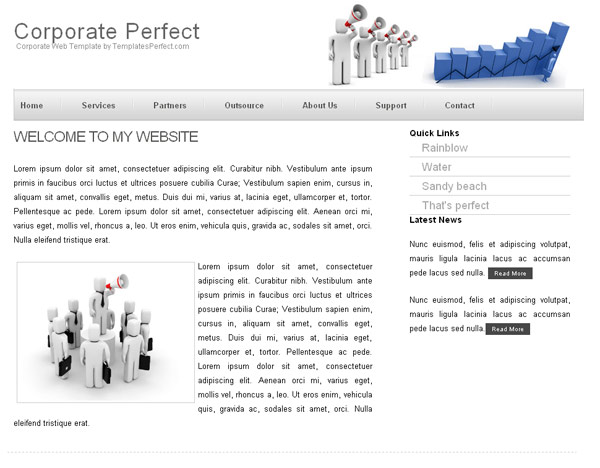 Corporate Perfect
Corporate Web Template by TemplatesPerfect.com
Home Services Partners Outsource About Us Support Contact
WELCOME TO MY WEBSITE
Lorem ipsum dolor sit amet, consectetuer adipiscing elit. Curabitur nibh. Vestibulum ante ipsum
primis in faucibus orci luctus et ultrices posuere cubilia Curae; Vestibulum sapien enim, cursus in,
aliquam sit amet, convallis eget, metus. Duis dui mi, varius at, lacinia eget, ullamcorper et, tortor.
Pellentesque ac pede. Lorem ipsum dolor sit amet, consectetuer adipiscing elit. Aenean orci mi,
varius eget, mollis vel, rhoncus a, leo. Ut eros enim, vehicula quis, gravida ac, sodales sit amet, orci.
Nulla eleifend tristique erat.
Lorem ipsum dolor sit amet, consectetuer
adipiscing elit. Curabitur nibh. Vestibulum ante
ipsum primis in faucibus orci luctus et ultrices
posuere cubilia Curae; Vestibulum sapien enim,
cursus in, aliquam sit amet, convallis eget,
metus. Duis dui mi, varius at, lacinia eget,
ullamcorper et, tortor. Pellentesque ac pede.
Lorem ipsum dolor sit amet, consectetuer
adipiscing elit. Aenean orci mi, varius eget,
mollis vel, rhoncus a, leo. Ut eros enim, vehicula
quis, gravida ac, sodales sit amet, orci. Nulla
eleifend tristique erat.
Quick Links
Rainblow
Water
Sandy beach
That's perfect
Latest News
Nunc euismod, felis et adipiscing volutpat,
mauris ligula lacinia lacus ac accumsan
pede lacus sed nulla. Read More
Nunc euismod, felis et adipiscing volutpat,
mauris ligula lacinia lacus ac accumsan
pede lacus sed nulla. Read More